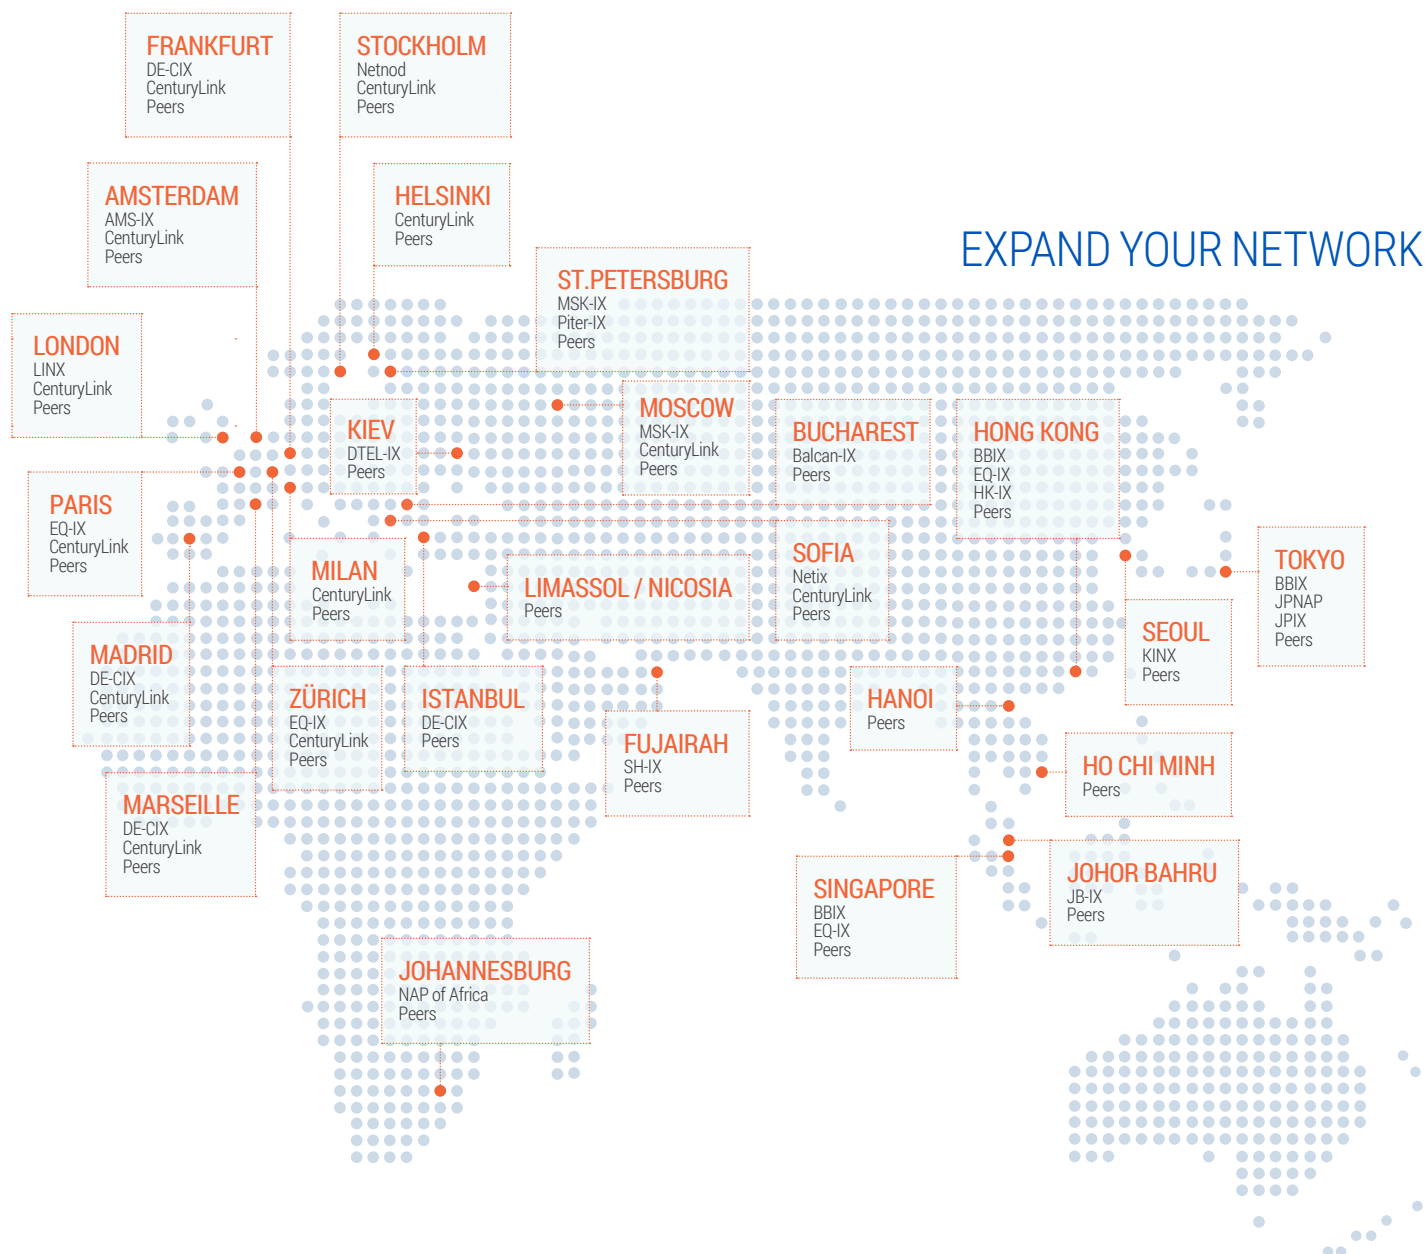 FRANKFURT
DE-CIX
CenturyLink
Peers
STOCKHOLM
Netnod
CenturyLink
Peers
AMSTERDAM
AMS-IX
CenturyLink
Peers
HELSINKI
CenturyLink
Peers
EXPAND YOUR NETWORK
ST.PETERSBURG
MSK-IX
Piter-IX
Peers
LONDON
LINX
CenturyLink
Peers
KIEV
DTEL-IX
Peers
MOSCOW
MSK-IX
CenturyLink
Peers
BUCHAREST
Balcan-IX
Peers
HONG KONG
BBIX
EQ-IX
HK-IX
Peers
PARIS
EQ-IX
CenturyLink
Peers
MILAN
CenturyLink
Peers
LIMASSOL / NICOSIA
Peers
SOFIA
Netix
CenturyLink
Peers
TOKYO
BBIX
JPNAP
JPIX
Peers
SEOUL
KINX
Peers
MADRID
DE-CIX
CenturyLink
Peers
ZÜRICH
EQ-IX
CenturyLink
Peers
ISTANBUL
DE-CIX
Peers
FUJAIRAH
SH-IX
Peers
HANOI
Peers
HO CHI MINH
Peers
MARSEILLE
DE-CIX
CenturyLink
Peers
SINGAPORE
BBIX
EQ-IX
Peers
JOHOR BAHRU
JB-IX
Peers
JOHANNESBURG
NAP of Africa
Peers